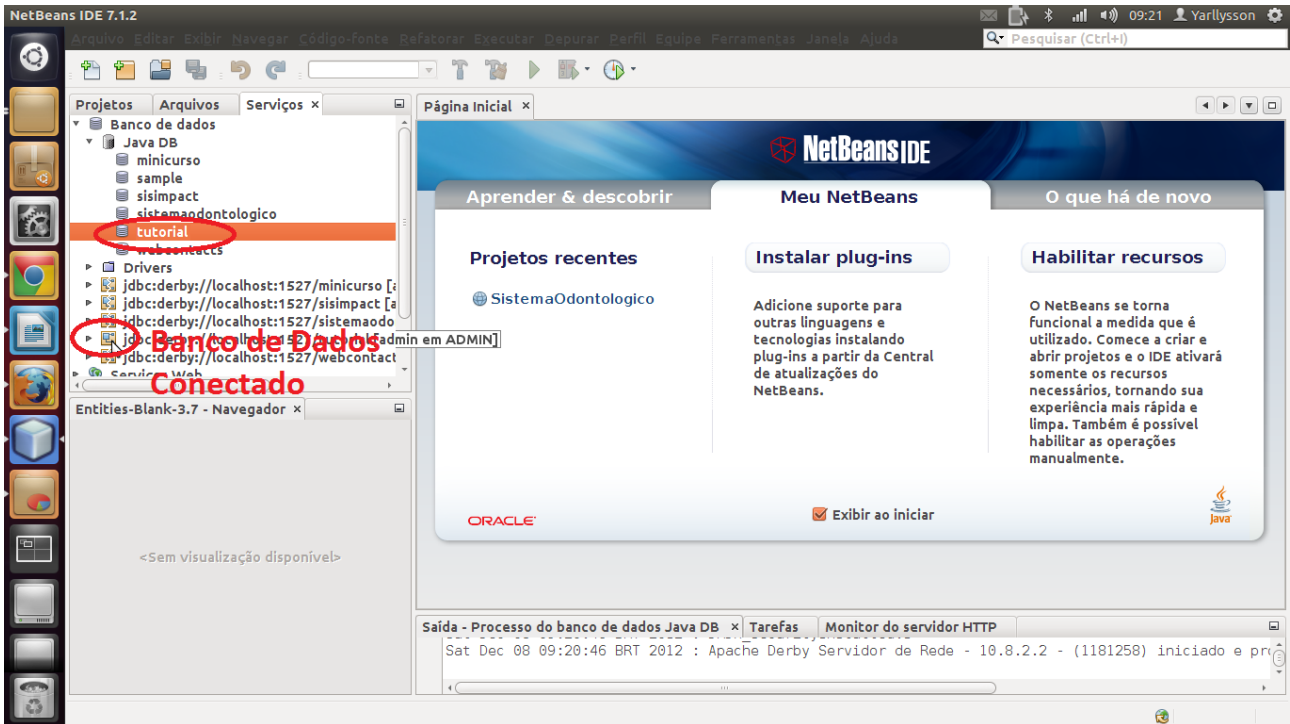 NetBeans IDE 7.1.2
09:21 Yarllysson
Arquivo Editar Exibir Navegar Código-fonte Refatorar Executar Depurar Perfil Equipe Ferramentas Janela Ajuda
Pesquisar (Ctrl+I)
Projetos Arquivos Serviços ×
Banco de dados
Java DB
minicurso
sample
sisimpact
sistemaodontologico
tutorial
webcontacts
Drivers
jdbc:derby://localhost:1527/minicurso [a
jdbc:derby://localhost:1527/sisimpact [a
jdbc:derby://localhost:1527/sistemaodo
jdbc:derby://localhost:1527/tutorial [admin em ADMIN]
jdbc:derby://localhost:1527/webcontact
Serviços Web
Banco de Dados
Conectado
Entities-Blank-3.7 - Navegador ×
<Sem visualização disponível>
Página Inicial ×
NetBeans IDE
Aprender & descobrir
Meu NetBeans
O que há de novo
Projetos recentes
SistemaOdontologico
Instalar plug-ins
Adicione suporte para
outras linguagens e
tecnologias instalando
plug-ins a partir da Central
de atualizações do
NetBeans.
Habilitar recursos
O NetBeans se torna
funcional a medida que é
utilizado. Comece a criar e
abrir projetos e o IDE ativará
somente os recursos
necessários, tornando sua
experiência mais rápida e
limpa. Também é possível
habilitar as operações
manualmente.
ORACLE
Exibir ao iniciar
Java
Saída - Processo do banco de dados Java DB × Tarefas Monitor do servidor HTTP
Sat Dec 08 09:20:46 BRT 2012 : Apache Derby Servidor de Rede - 10.8.2.2 - (1181258) iniciado e pro